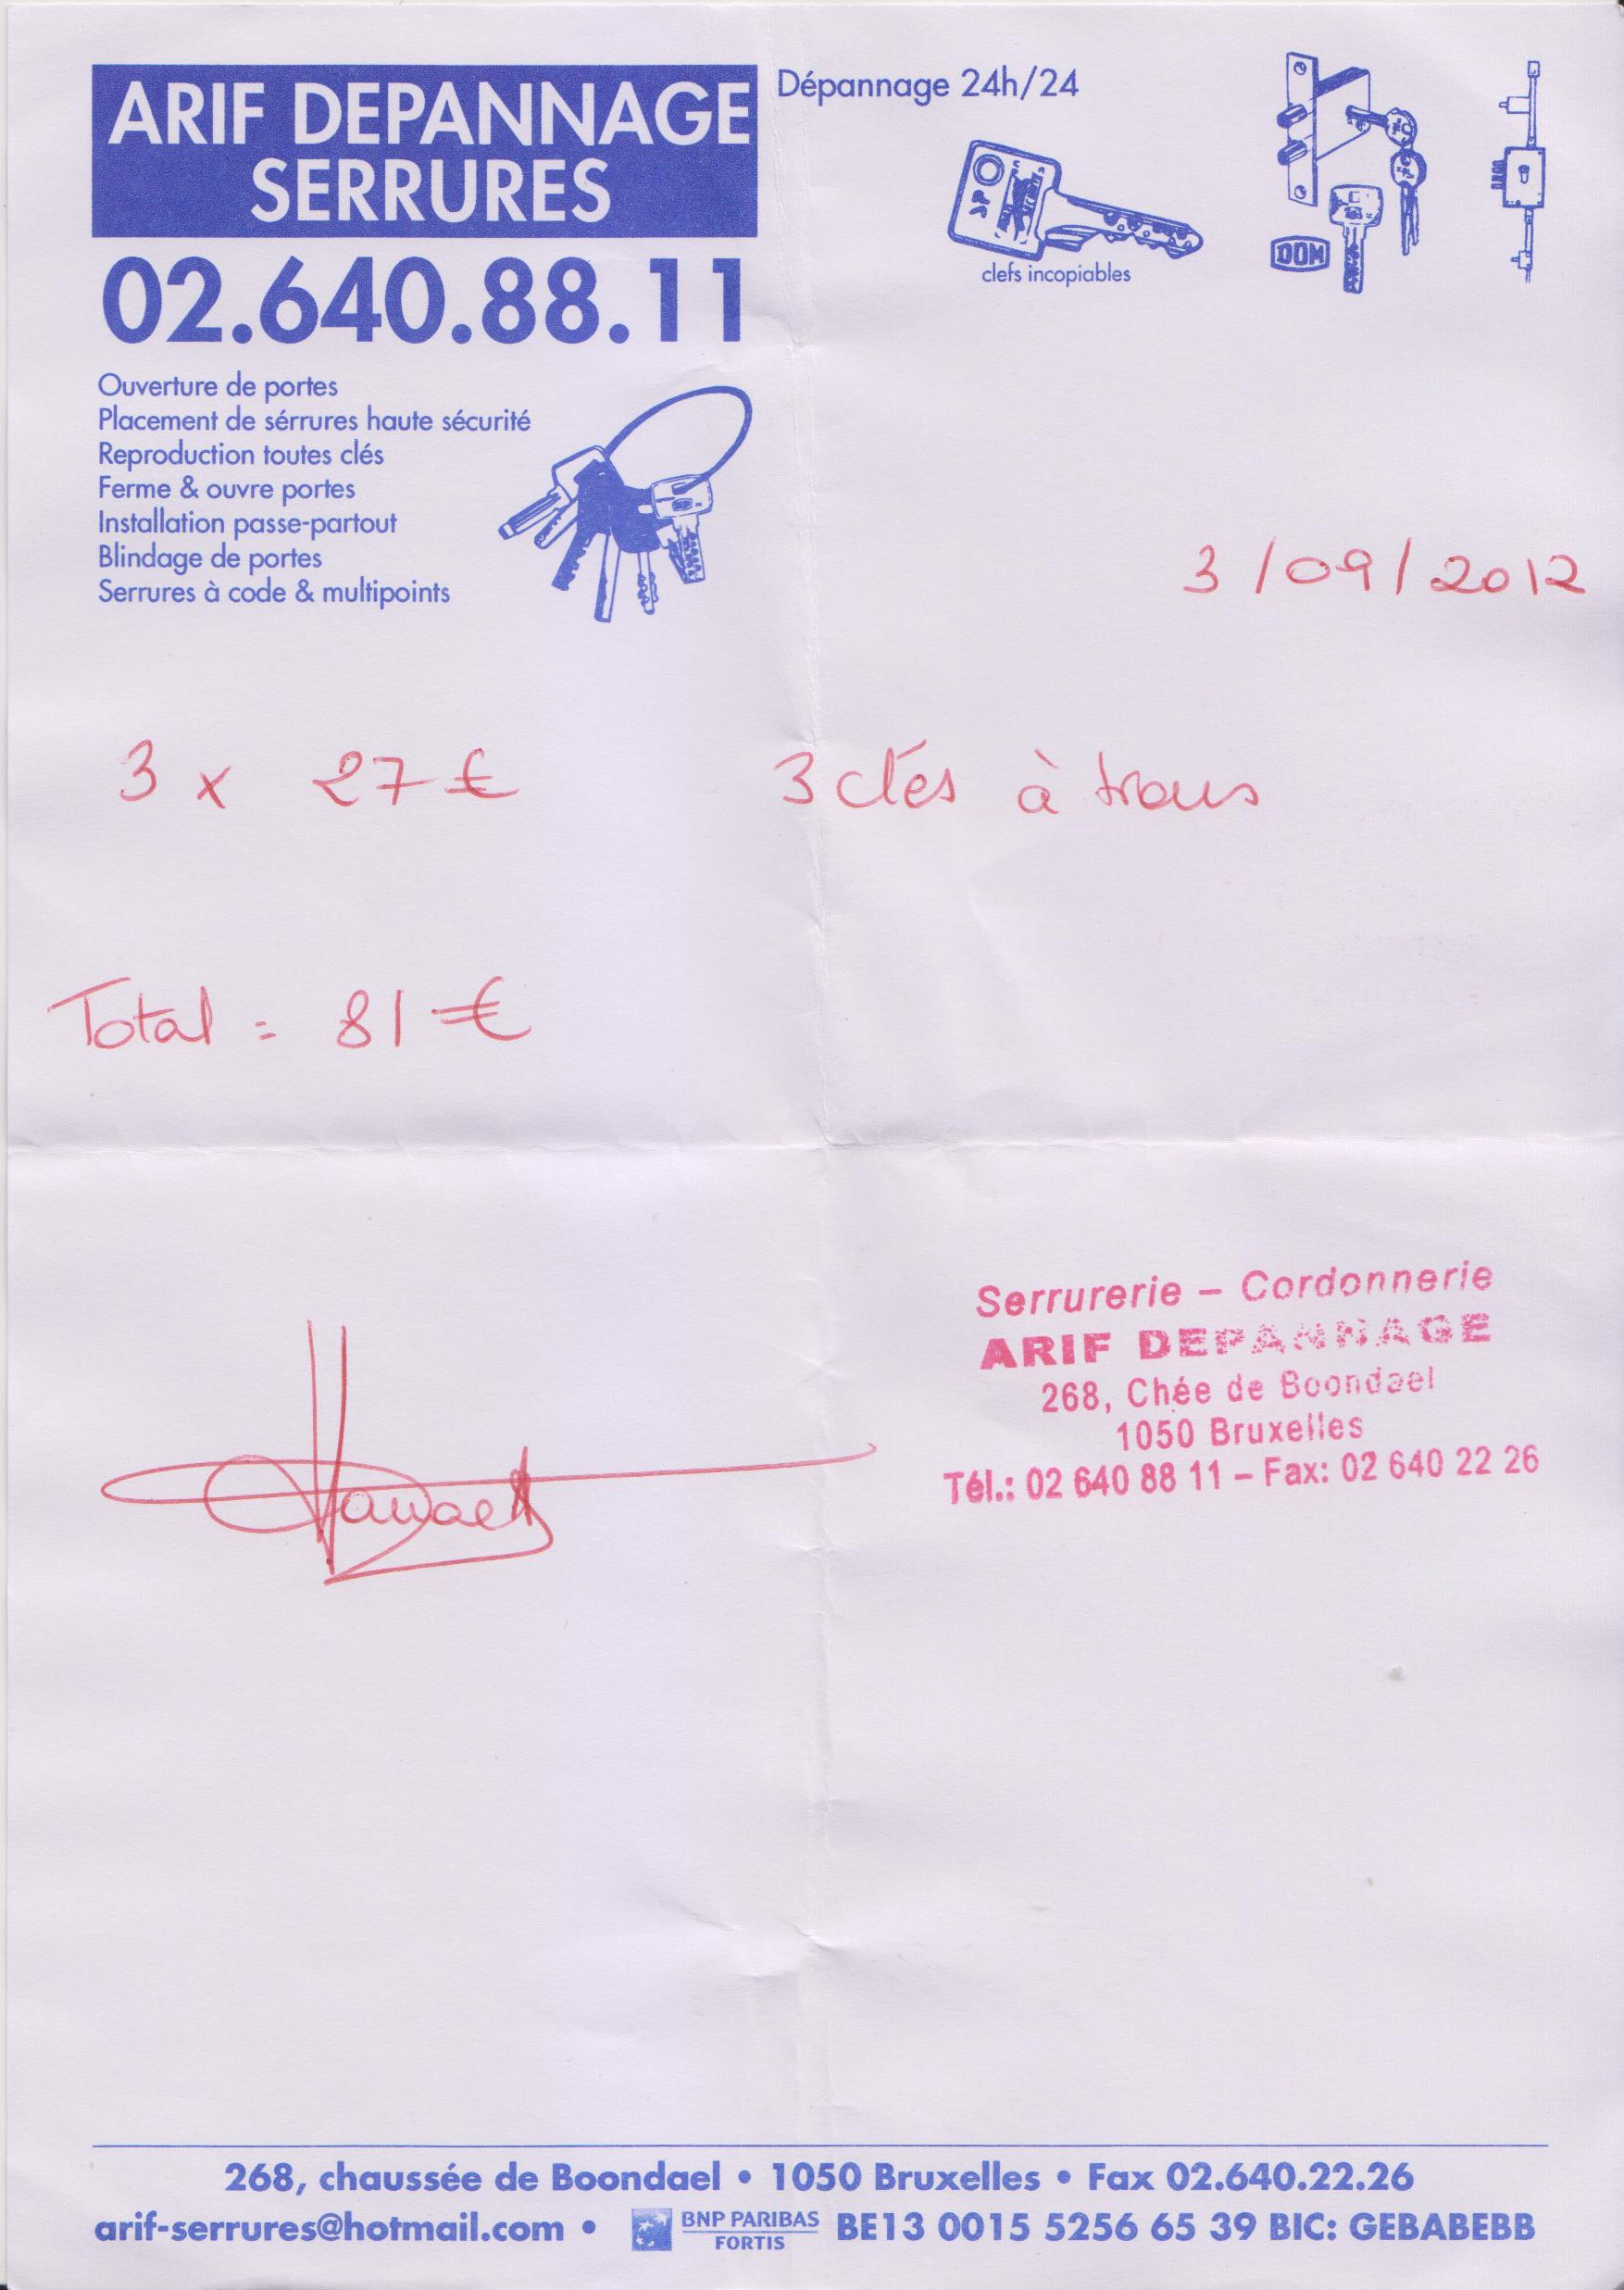 ARIF DEPANNAGE
SERRURES
Dépannage 24h/24
02.640.88.11
clefs incopiables
DOM
Ouverture de portes
Placement de sérrures haute sécurité
Reproduction toutes clés
Ferme & ouvre portes
Installation passe-partout
Blindage de portes
Serrures à code & multipoints
3/09/2012
3 x 27 € 3 clés à trous
Total = 81 €
Serrurerie – Cordonnerie
ARIF DEPANNAGE
268, Chée de Boondael
1050 Bruxelles
Tél.: 02 640 88 11 – Fax: 02 640 22 26
268, chaussée de Boondael • 1050 Bruxelles • Fax 02.640.22.26
arif-serrures@hotmail.com • BNP PARIBAS FORTIS BE13 0015 5256 65 39 BIC: GEBABEBB